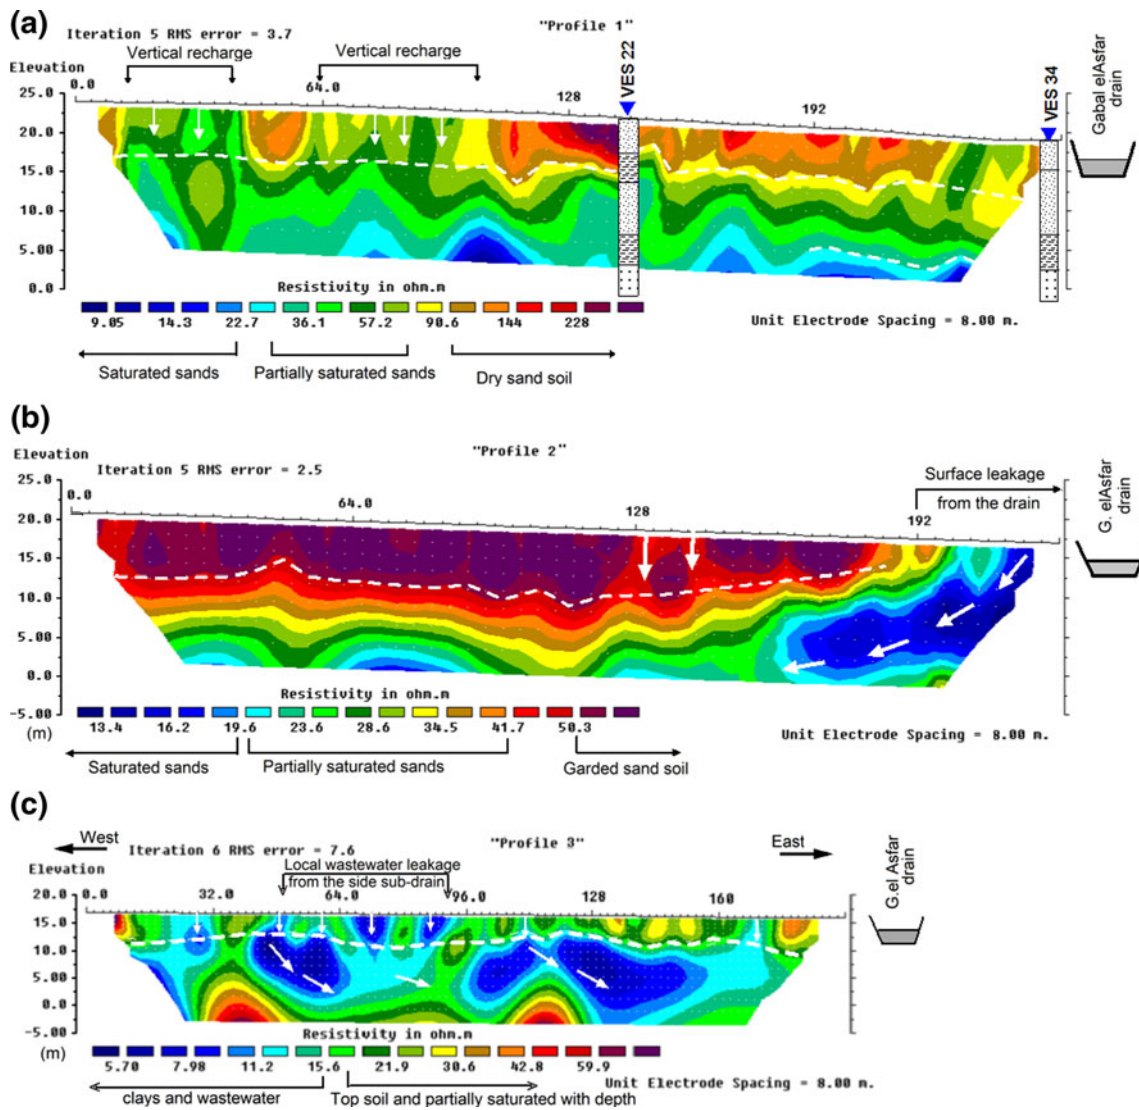 (a)
Iteration 5 RMS error = 3.7
"Profile 1"
Vertical recharge
Vertical recharge
VES 22
VES 34
Gabal elAsfar
drain
Elevation
0.0
64.0
128
192
25.0
20.0
15.0
10.0
5.00
0.0
Resistivity in ohm.m
9.05 14.3 22.7 36.1 57.2 90.6 144 228
Unit Electrode Spacing = 8.00 m.
Saturated sands
Partially saturated sands
Dry sand soil
(b)
"Profile 2"
Elevation
Iteration 5 RMS error = 2.5
Surface leakage
from the drain
G. elAsfar
drain
0.0
64.0
128
192
25.0
20.0
15.0
10.0
5.00
0.0
-5.00
(m)
Resistivity in ohm.m
13.4 16.2 19.6 23.6 28.6 34.5 41.7 50.3
Unit Electrode Spacing = 8.00 m.
Saturated sands
Partially saturated sands
Garded sand soil
(c)
West
"Profile 3"
East
Iteration 6 RMS error = 7.6
Local wastewater leakage
from the side sub-drain
G.el Asfar
drain
Elevation
0.0 32.0 64.0 96.0 128 160
20.0
15.0
10.0
5.00
0.0
-5.00
(m)
Resistivity in ohm.m
5.70 7.98 11.2 15.6 21.9 30.6 42.8 59.9
Unit Electrode Spacing = 8.00 m.
clays and wastewater
Top soil and partially saturated with depth